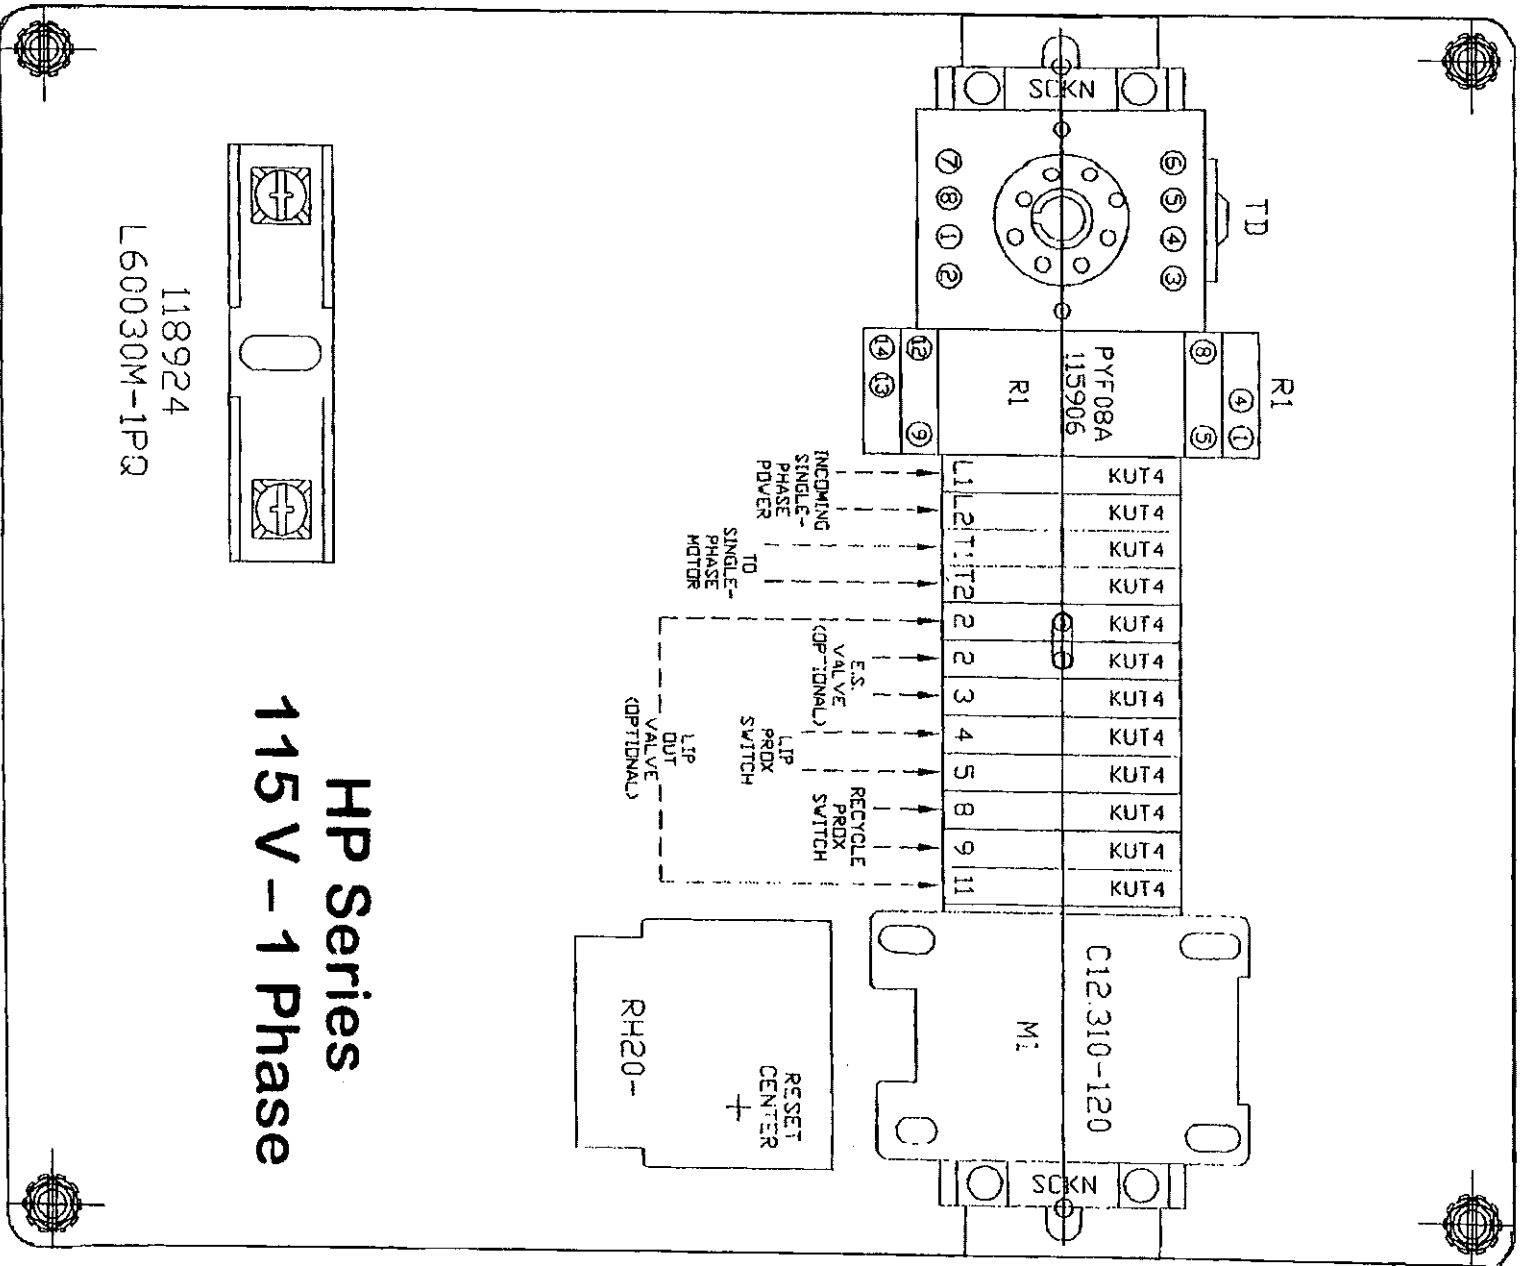 TD
SCKN
6
5
4
3
7
8
1
2
R1
8
4
5
1
PYF08A
115906
R1
12
14
13
9
KUT4
KUT4
KUT4
KUT4
KUT4
KUT4
KUT4
KUT4
KUT4
KUT4
KUT4
KUT4
L1
L2
T1
T2
2
2
3
4
5
8
9
11
INCOMING
SINGLE-
PHASE
POWER
TO
SINGLE-
PHASE
MOTOR
E.S.
VALVE
(OPTIONAL)
LIP
PROX
SWITCH
RECYCLE
PROX
SWITCH
LIP
OUT
VALVE
(OPTIONAL)
C12.310-120
M1
SCKN
RESET
CENTER
RH20-
118924
L60030M-1PQ
HP Series
115 V - 1 Phase